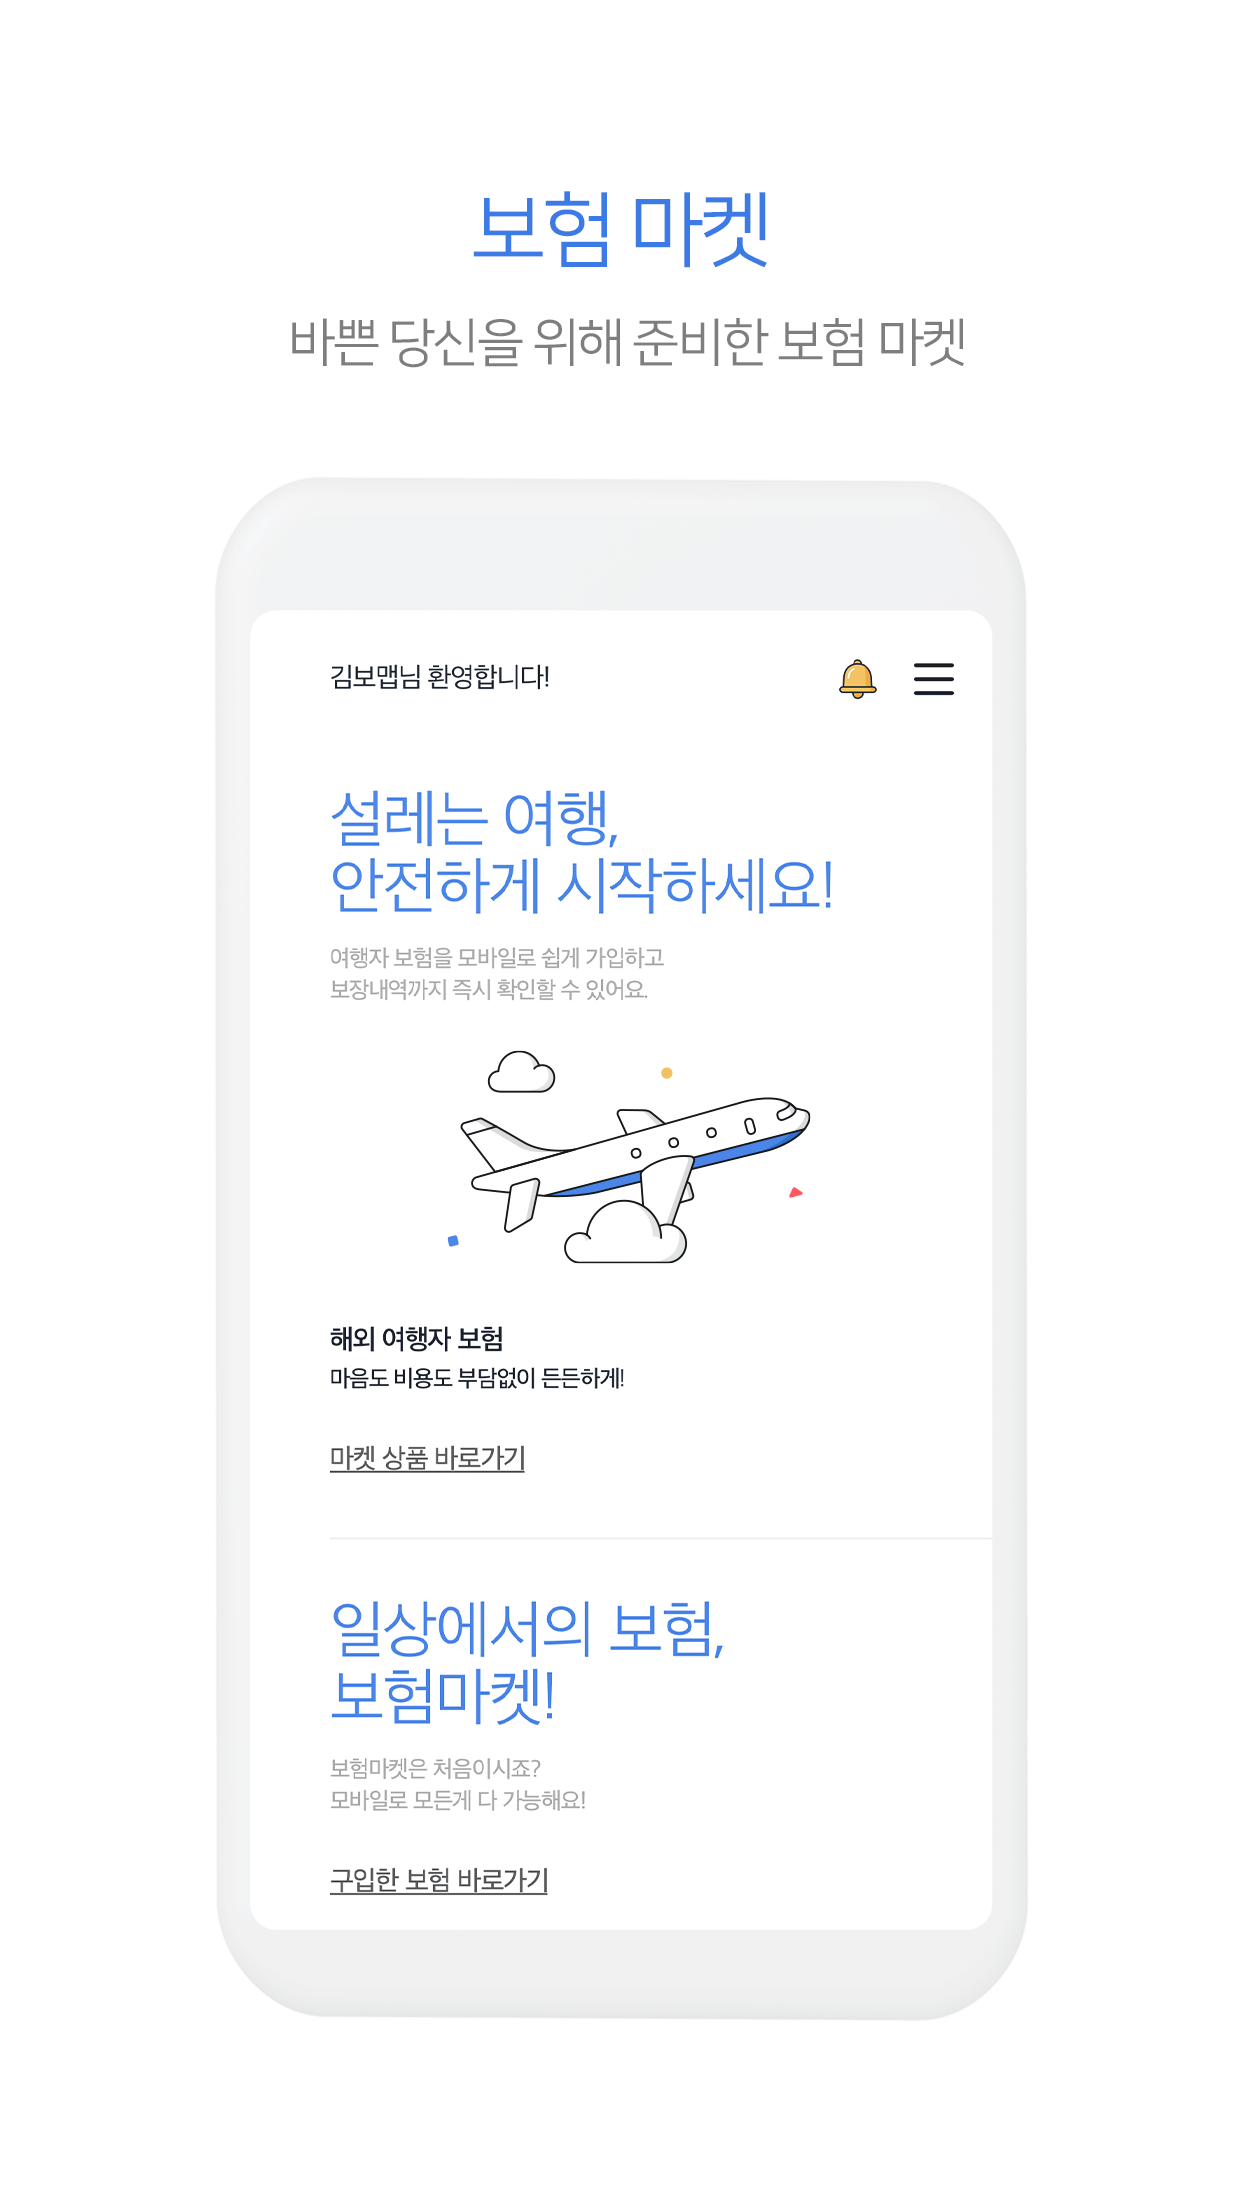 보험 마켓
바쁜 당신을 위해 준비한 보험 마켓
김보맵님 환영합니다!
설레는 여행,
안전하게 시작하세요!
여행자 보험을 모바일로 쉽게 가입하고
보장내역까지 즉시 확인할 수 있어요.
해외 여행자 보험
마음도 비용도 부담없이 든든하게!
마켓 상품 바로가기
일상에서의 보험,
보험마켓!
보험마켓은 처음이시죠?
모바일로 모든게 다 가능해요!
구입한 보험 바로가기